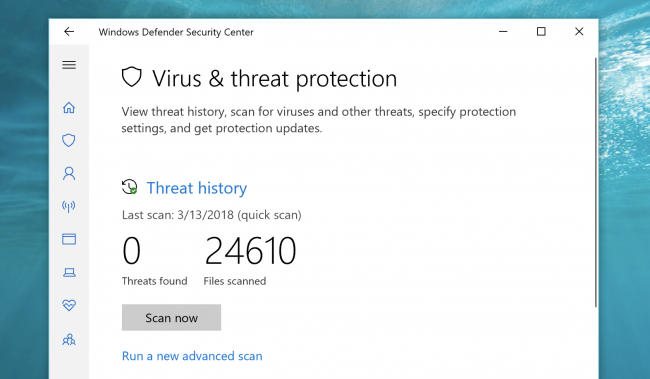 Windows Defender Security Center
Virus & threat protection
View threat history, scan for viruses and other threats, specify protection
settings, and get protection updates.
Threat history
Last scan: 3/13/2018 (quick scan)
0 24610
Threats found Files scanned
Scan now
Run a new advanced scan